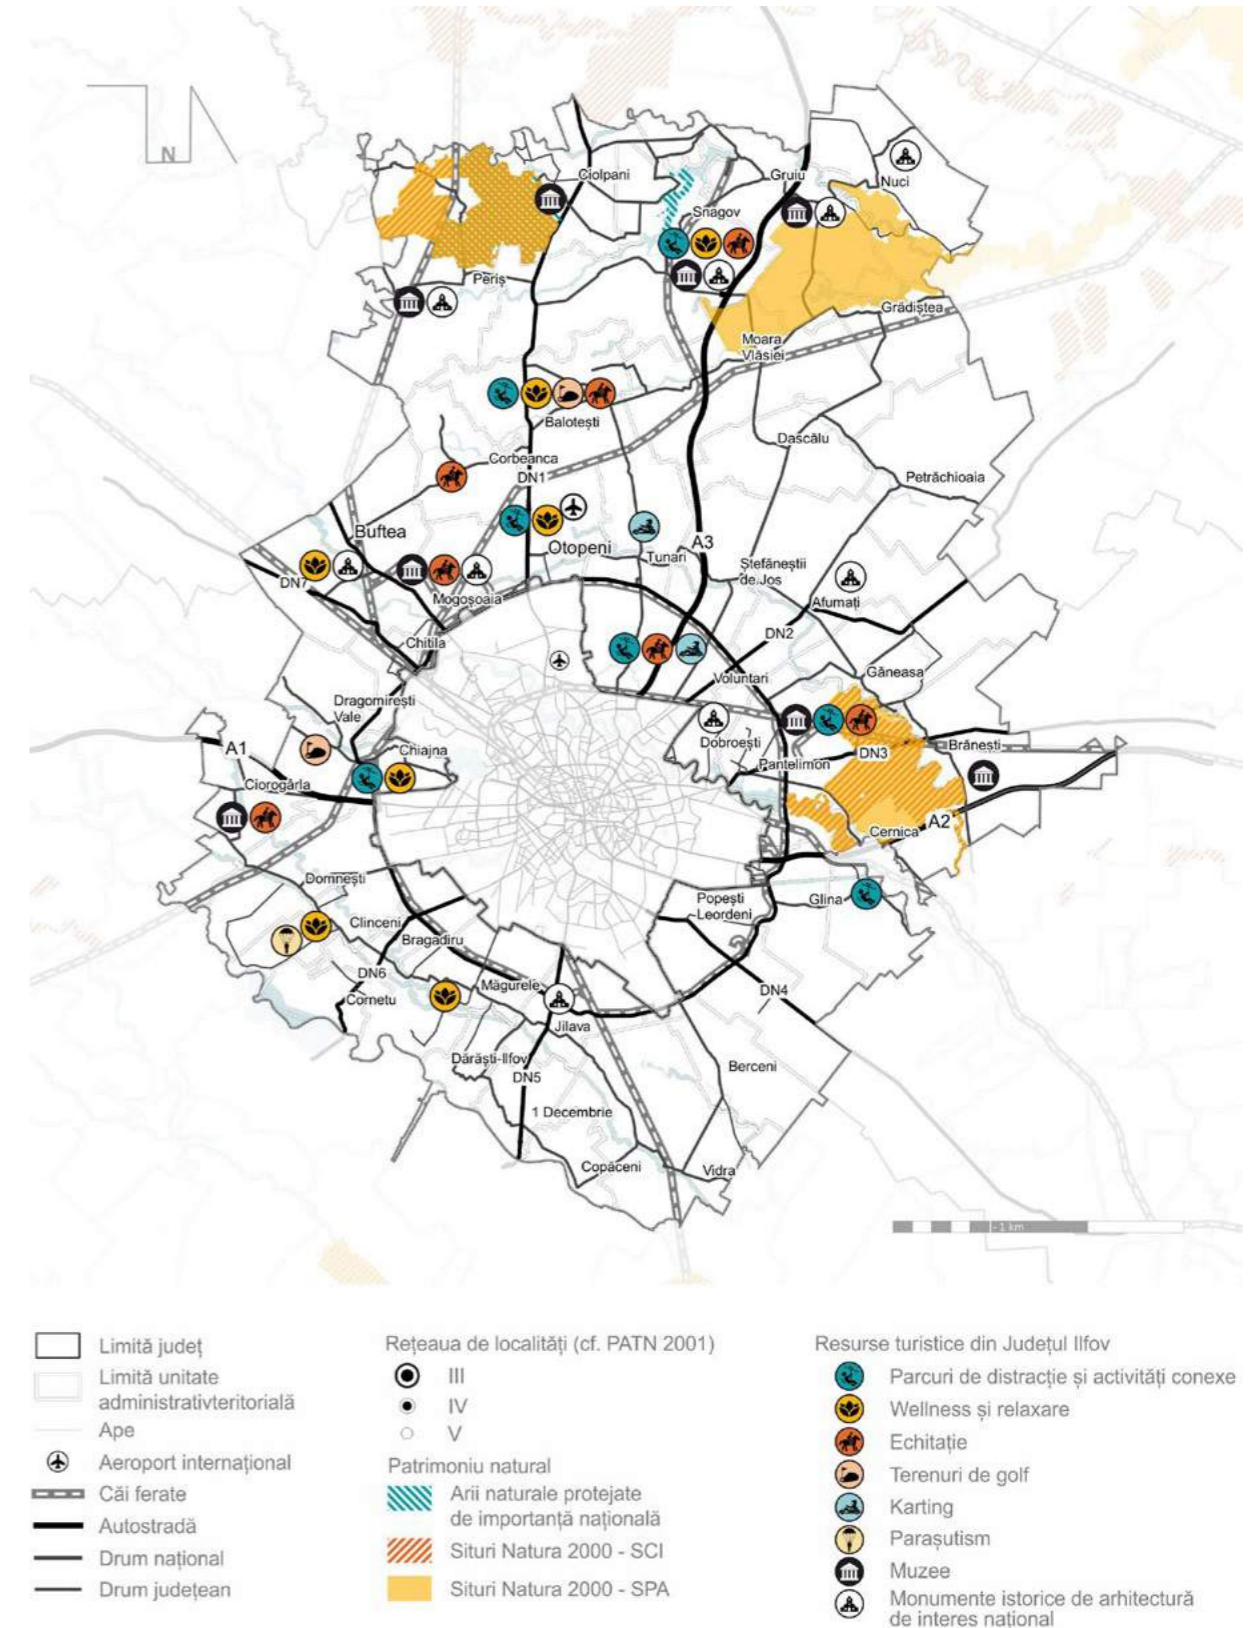 N
Ciolpani
Gruiu
Nuci
Snagov
Periș
Grădiștea
Moara
Vlăsiei
Balotești
Dascălu
Corbeanca
DN1
Petrăchioaia
Buftea
Otopeni
A3
Tunari
Ștefăneștii
de Jos
DN7
Mogoșoaia
Afumați
DN2
Chitila
Voluntari
Găneasa
Dragomirești
Vale
A1
Chiajna
Dobroești
DN3
Brănești
Pantelimon
Ciorogârla
Cernica
A2
Domnești
Popești
-Leordeni
Glina
Clinceni
Bragadiru
DN6
Cornetu
Măgurele
DN4
Jilava
Dărăști-Ilfov
DN5
Berceni
1 Decembrie
Copăceni
Vidra
1 km
Limită județ
Limită unitate
administrativteritorială
Ape
Aeroport internațional
Căi ferate
Autostradă
Drum național
Drum județean
Rețeaua de localități (cf. PATN 2001)
III
IV
V
Patrimoniu natural
Arii naturale protejate
de importanță națională
Situri Natura 2000 - SCI
Situri Natura 2000 - SPA
Resurse turistice din Județul Ilfov
Parcuri de distracție și activități conexe
Wellness și relaxare
Echitație
Terenuri de golf
Karting
Parașutism
Muzee
Monumente istorice de arhitectură
de interes național